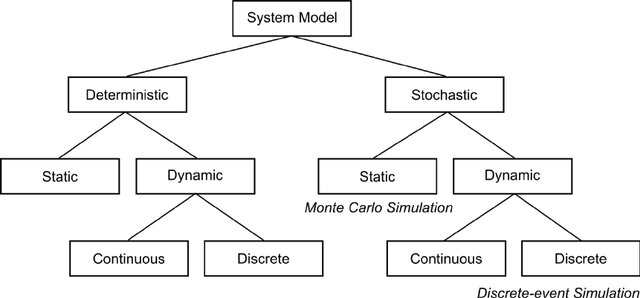 System Model
Deterministic
Stochastic
Static
Dynamic
Static
Dynamic
Monte Carlo Simulation
Continuous
Discrete
Continuous
Discrete
Discrete-event Simulation